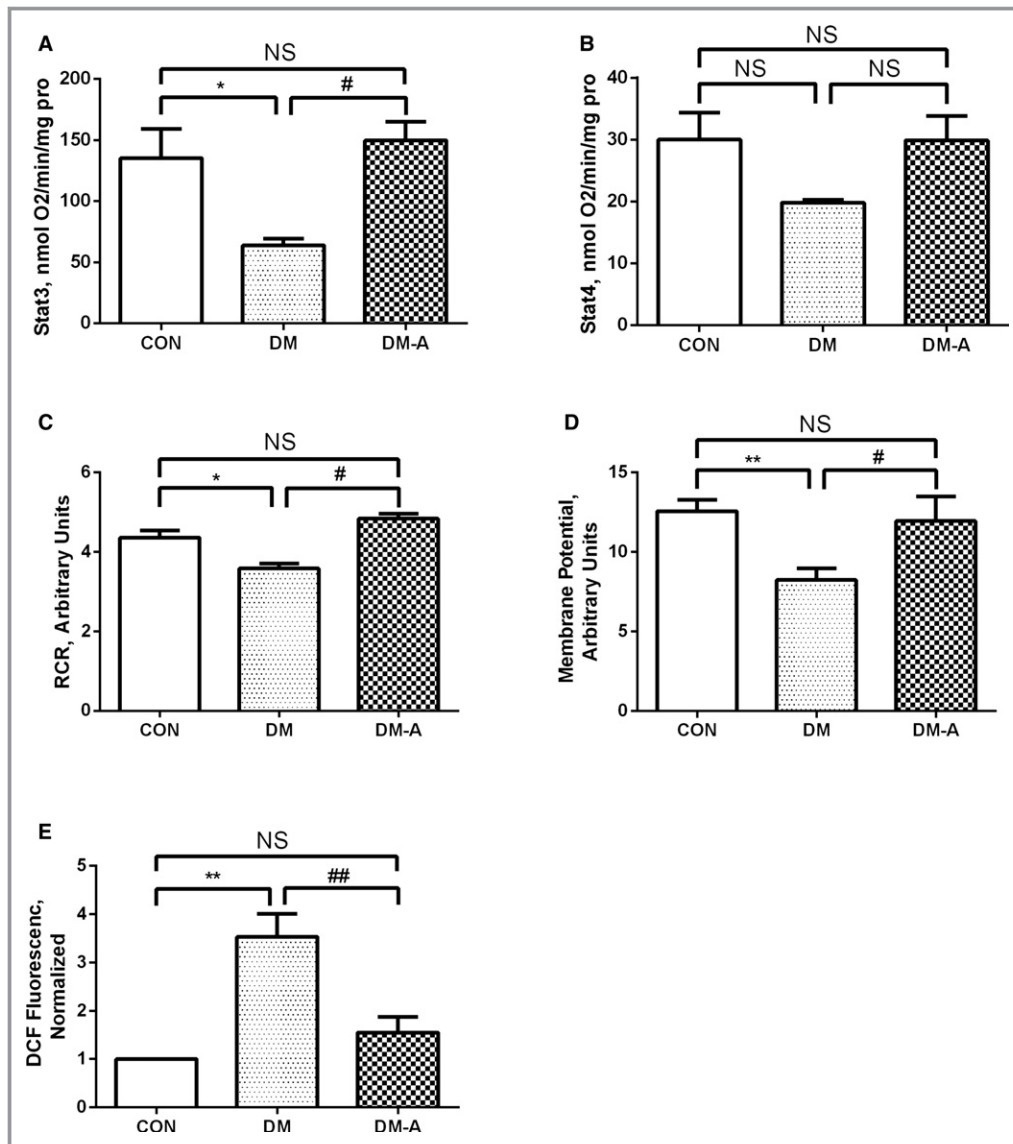 A
NS
*
#
200
150
100
50
0
Stat3, nmol O2/min/mg pro
CON DM DM-A
B
NS
NS NS
40
30
20
10
0
Stat4, nmol O2/min/mg pro
CON DM DM-A
C
NS
*
#
6
4
2
0
RCR, Arbitrary Units
CON DM DM-A
D
NS
**
#
15
10
5
0
Membrane Potential,
Arbitrary Units
CON DM DM-A
E
NS
**
##
5
4
3
2
1
0
DCF Fluorescenc,
Normalized
CON DM DM-A